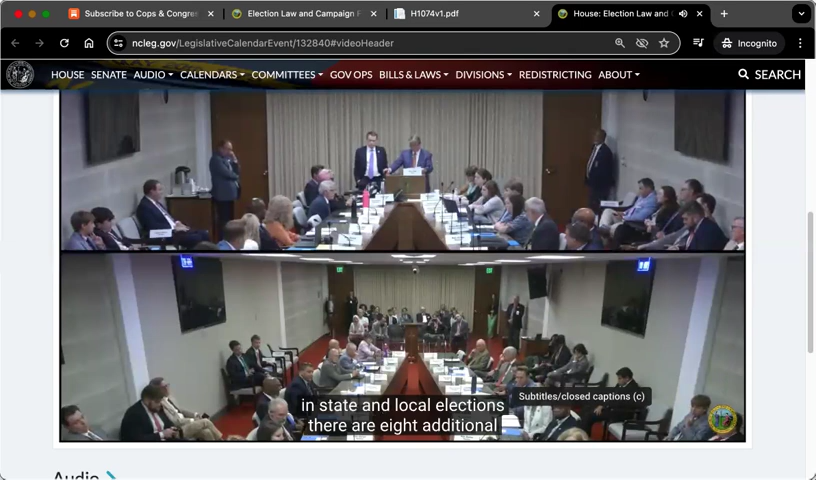 Subscribe to Cops & Congre
Election Law and Campaign F
H1074v1.pdf
House: Election Law and
ncleg.gov/LegislativeCalendarEvent/132840#videoHeader
Incognito
HOUSE SENATE AUDIO CALENDARS COMMITTEES GOV OPS BILLS & LAWS DIVISIONS REDISTRICTING ABOUT SEARCH
Subtitles/closed captions (c)
in state and local elections
there are eight additional
Audio